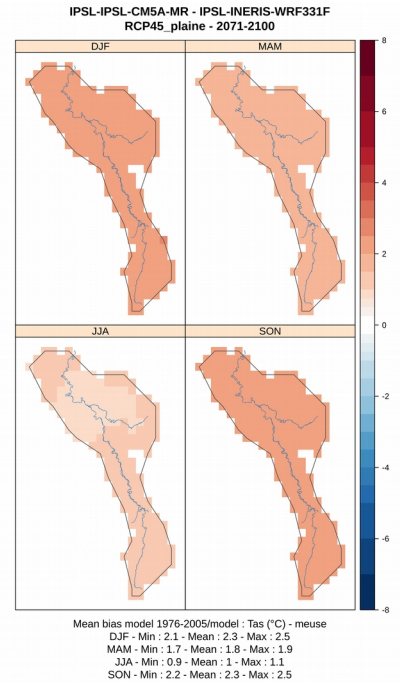 IPSL-IPSL-CM5A-MR - IPSL-INERIS-WRF331F
RCP45_plaine - 2071-2100
DJF
MAM
8
6
4
2
0
-2
-4
-6
-8
JJA
SON
Mean bias model 1976-2005/model : Tas (°C) - meuse
DJF - Min : 2.1 - Mean : 2.3 - Max : 2.5
MAM - Min : 1.7 - Mean : 1.8 - Max : 1.9
JJA - Min : 0.9 - Mean : 1 - Max : 1.1
SON - Min : 2.2 - Mean : 2.3 - Max : 2.5